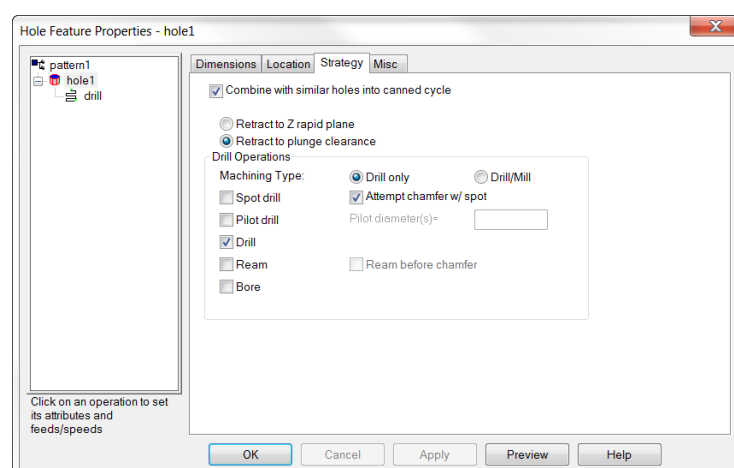 Hole Feature Properties - hole1
pattern1
hole1
drill
Click on an operation to set
its attributes and
feeds/speeds
Dimensions Location Strategy Misc
Combine with similar holes into canned cycle
Retract to Z rapid plane
Retract to plunge clearance
Drill Operations
Machining Type: Drill only Drill/Mill
Spot drill Attempt chamfer w/ spot
Pilot drill Pilot diameter(s)=
Drill
Ream Ream before chamfer
Bore
OK Cancel Apply Preview Help